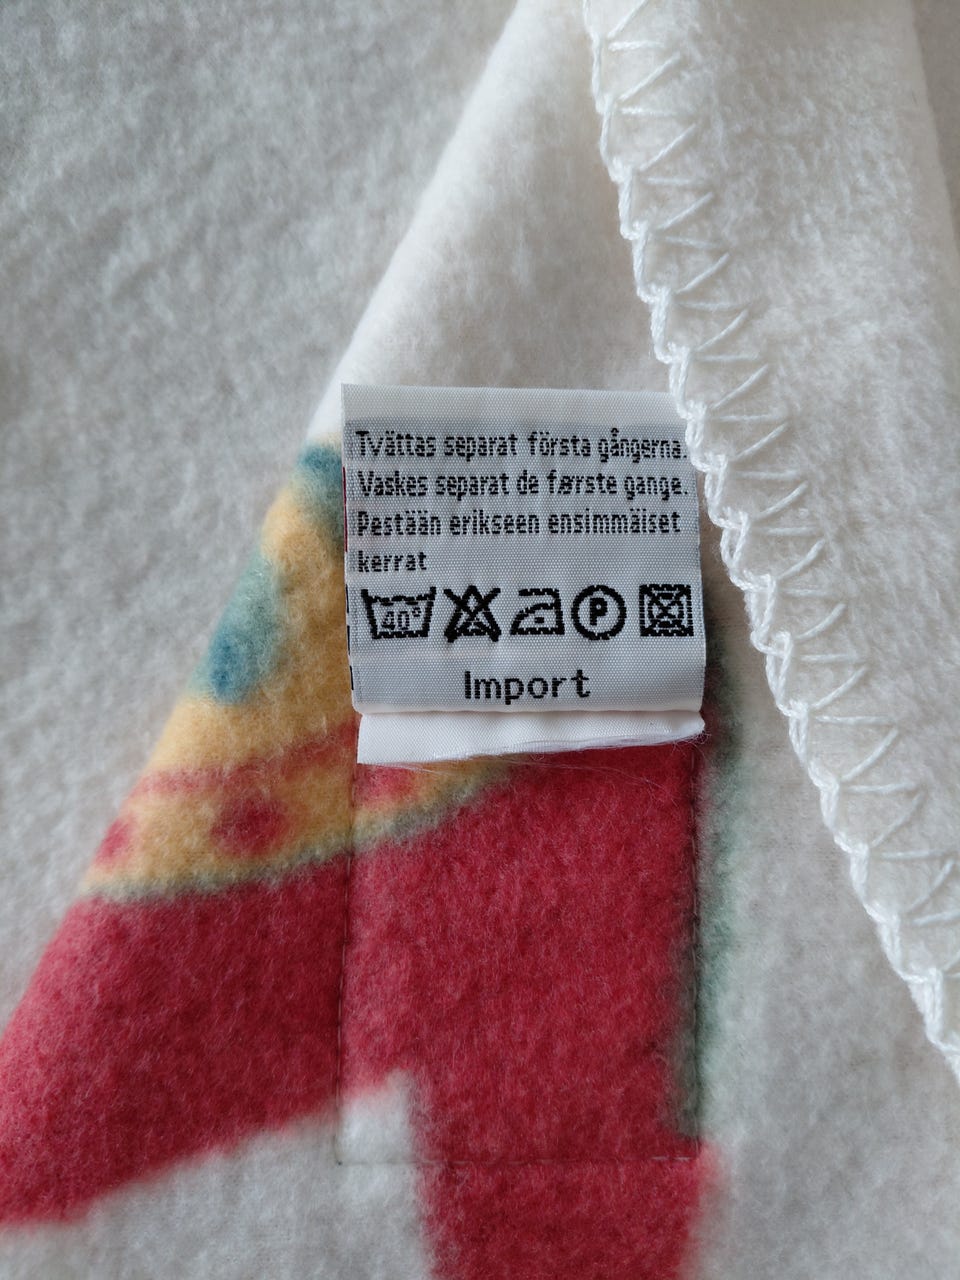 Tvättas separat första gångerna.
Vaskes separat de første gange.
Pestään erikseen ensimmäiset
kerrat
40° P
Import